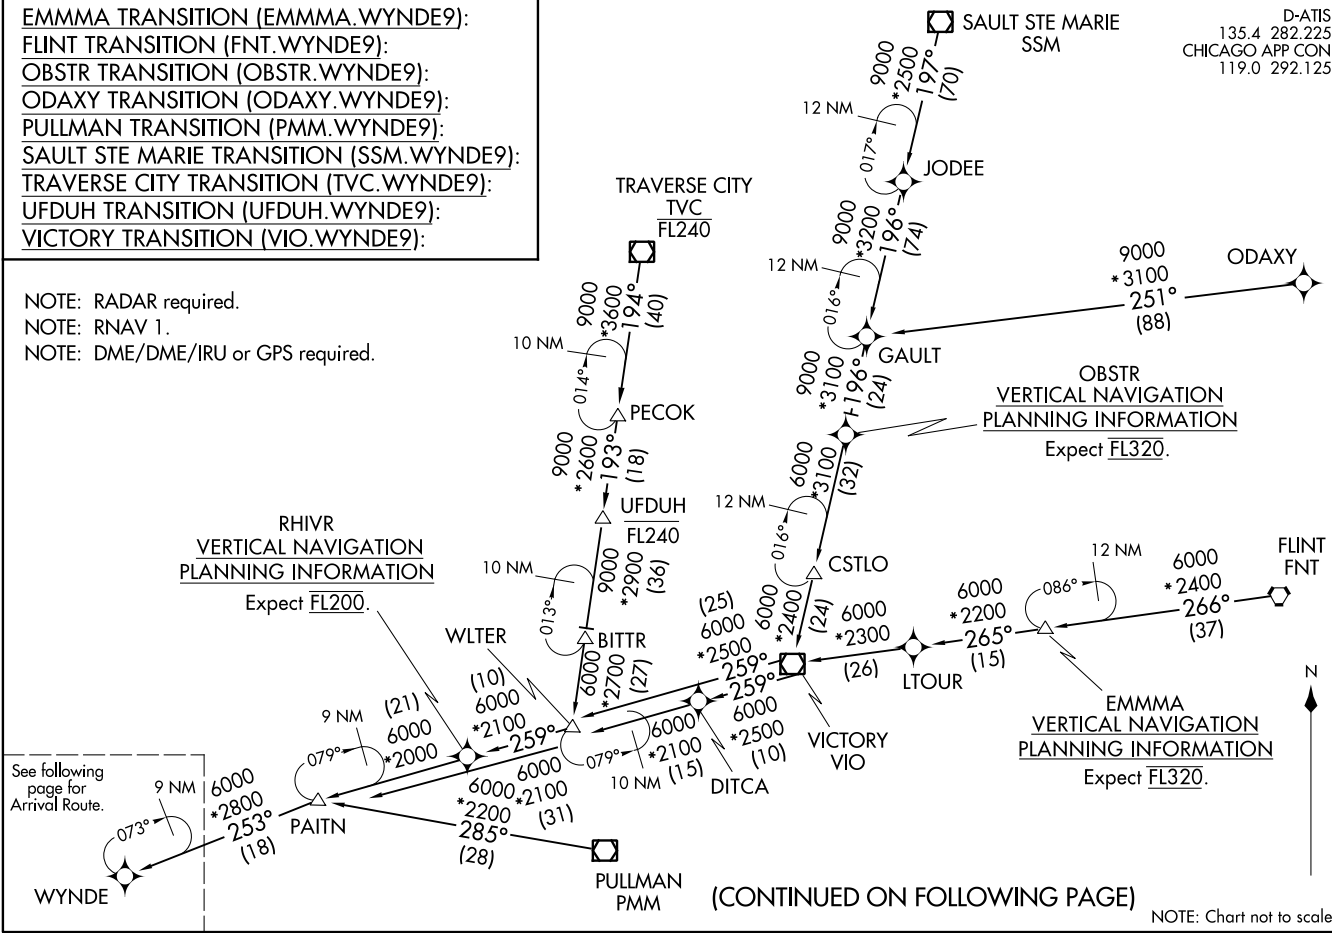 EMMMA TRANSITION (EMMMA.WYNDE9):
FLINT TRANSITION (FNT.WYNDE9):
OBSTR TRANSITION (OBSTR.WYNDE9):
ODAXY TRANSITION (ODAXY.WYNDE9):
PULLMAN TRANSITION (PMM.WYNDE9):
SAULT STE MARIE TRANSITION (SSM.WYNDE9):
TRAVERSE CITY TRANSITION (TVC.WYNDE9):
UFDUH TRANSITION (UFDUH.WYNDE9):
VICTORY TRANSITION (VIO.WYNDE9):
NOTE: RADAR required.
NOTE: RNAV 1.
NOTE: DME/DME/IRU or GPS required.
D-ATIS
135.4 282.225
CHICAGO APP CON
119.0 292.125
SAULT STE MARIE
SSM
9000
*2500
197°
(70)
12 NM
017°
JODEE
9000
*3200
196°
(74)
12 NM
016°
GAULT
ODAXY
9000
*3100
251°
(88)
9000
*3100
196°
(24)
OBSTR
VERTICAL NAVIGATION
PLANNING INFORMATION
Expect FL320.
6000
*3100
(32)
12 NM
016°
CSTLO
6000
*2400
(24)
TRAVERSE CITY
TVC
FL240
9000
*3600
194°
(40)
10 NM
014°
PECOK
9000
*2600
193°
(18)
UFDUH
FL240
9000
*2900
(36)
10 NM
013°
BITTR
6000
*2700
(27)
WLTER
RHIVR
VERTICAL NAVIGATION
PLANNING INFORMATION
Expect FL200.
FLINT
FNT
6000
*2400
266°
(37)
12 NM
086°
EMMMA
VERTICAL NAVIGATION
PLANNING INFORMATION
Expect FL320.
6000
*2200
265°
(15)
LTOUR
6000
*2300
(26)
VICTORY
VIO
(25)
6000
*2500
259°
259°
6000
*2500
(10)
DITCA
6000
*2100
(15)
079°
10 NM
(10)
6000
*2100
259°
(21)
6000
*2000
9 NM
079°
6000
*2100
(31)
PAITN
6000
*2200
285°
(28)
PULLMAN
PMM
6000
*2800
253°
(18)
9 NM
073°
WYNDE
See following
page for
Arrival Route.
N
(CONTINUED ON FOLLOWING PAGE)
NOTE: Chart not to scale